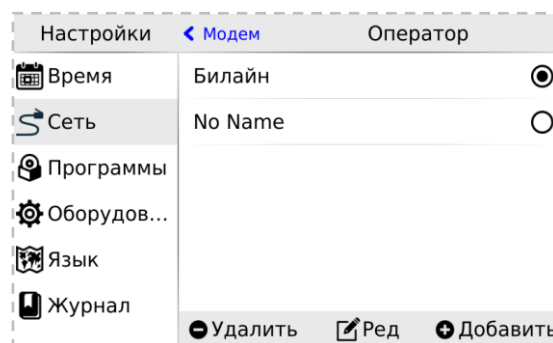 Настройки
Модем
Оператор
Время
Сеть
Программы
Оборудов...
Язык
Журнал
Билайн
No Name
Удалить
Ред
Добавить